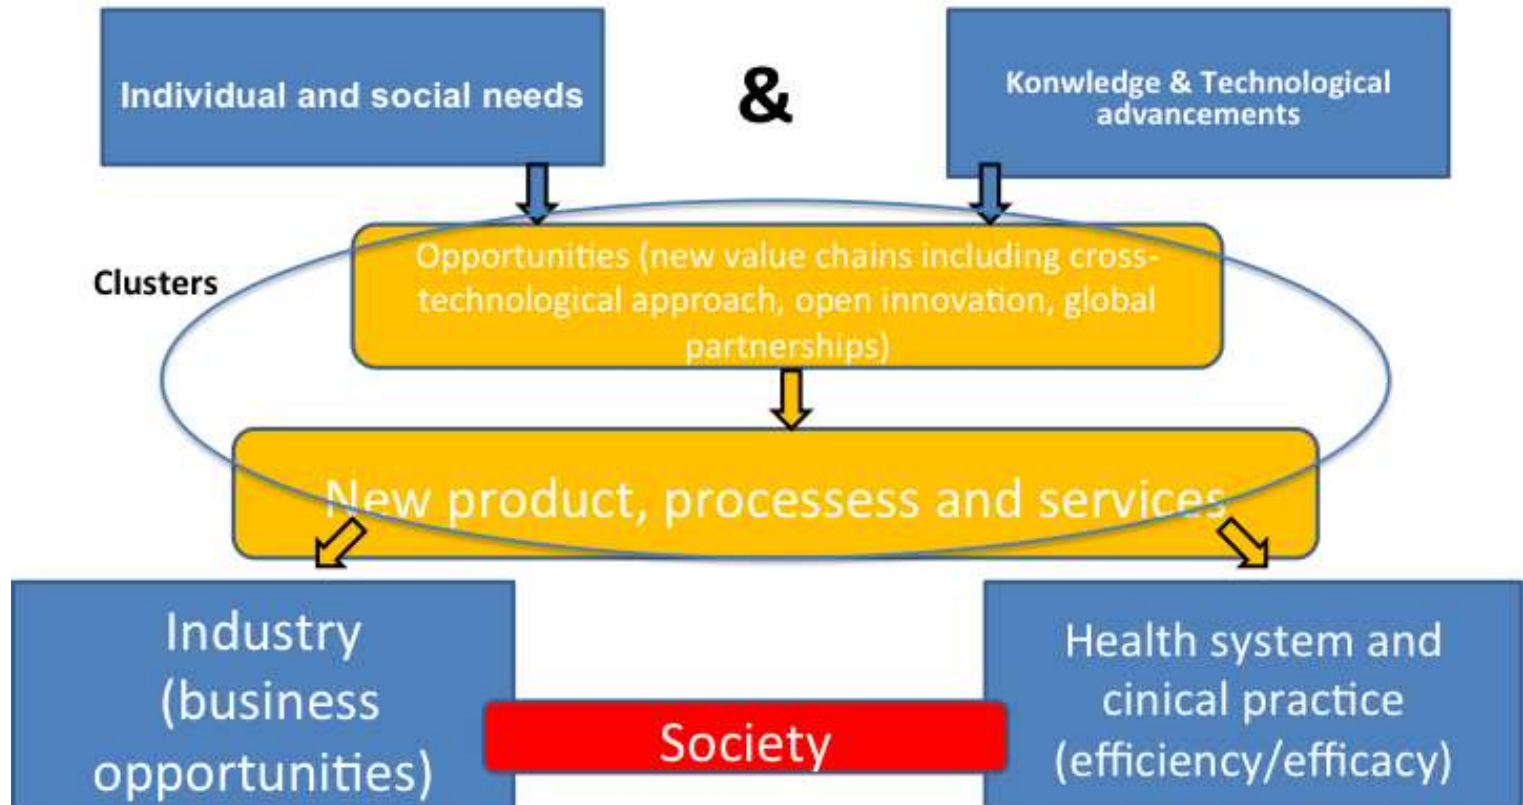 Individual and social needs
&
Konwledge & Technological
advancements
Clusters
Opportunities (new value chains including cross-
technological approach, open innovation, global
partnerships)
New product, processess and services
Industry
(business
opportunities)
Society
Health system and
cinical practice
(efficiency/efficacy)